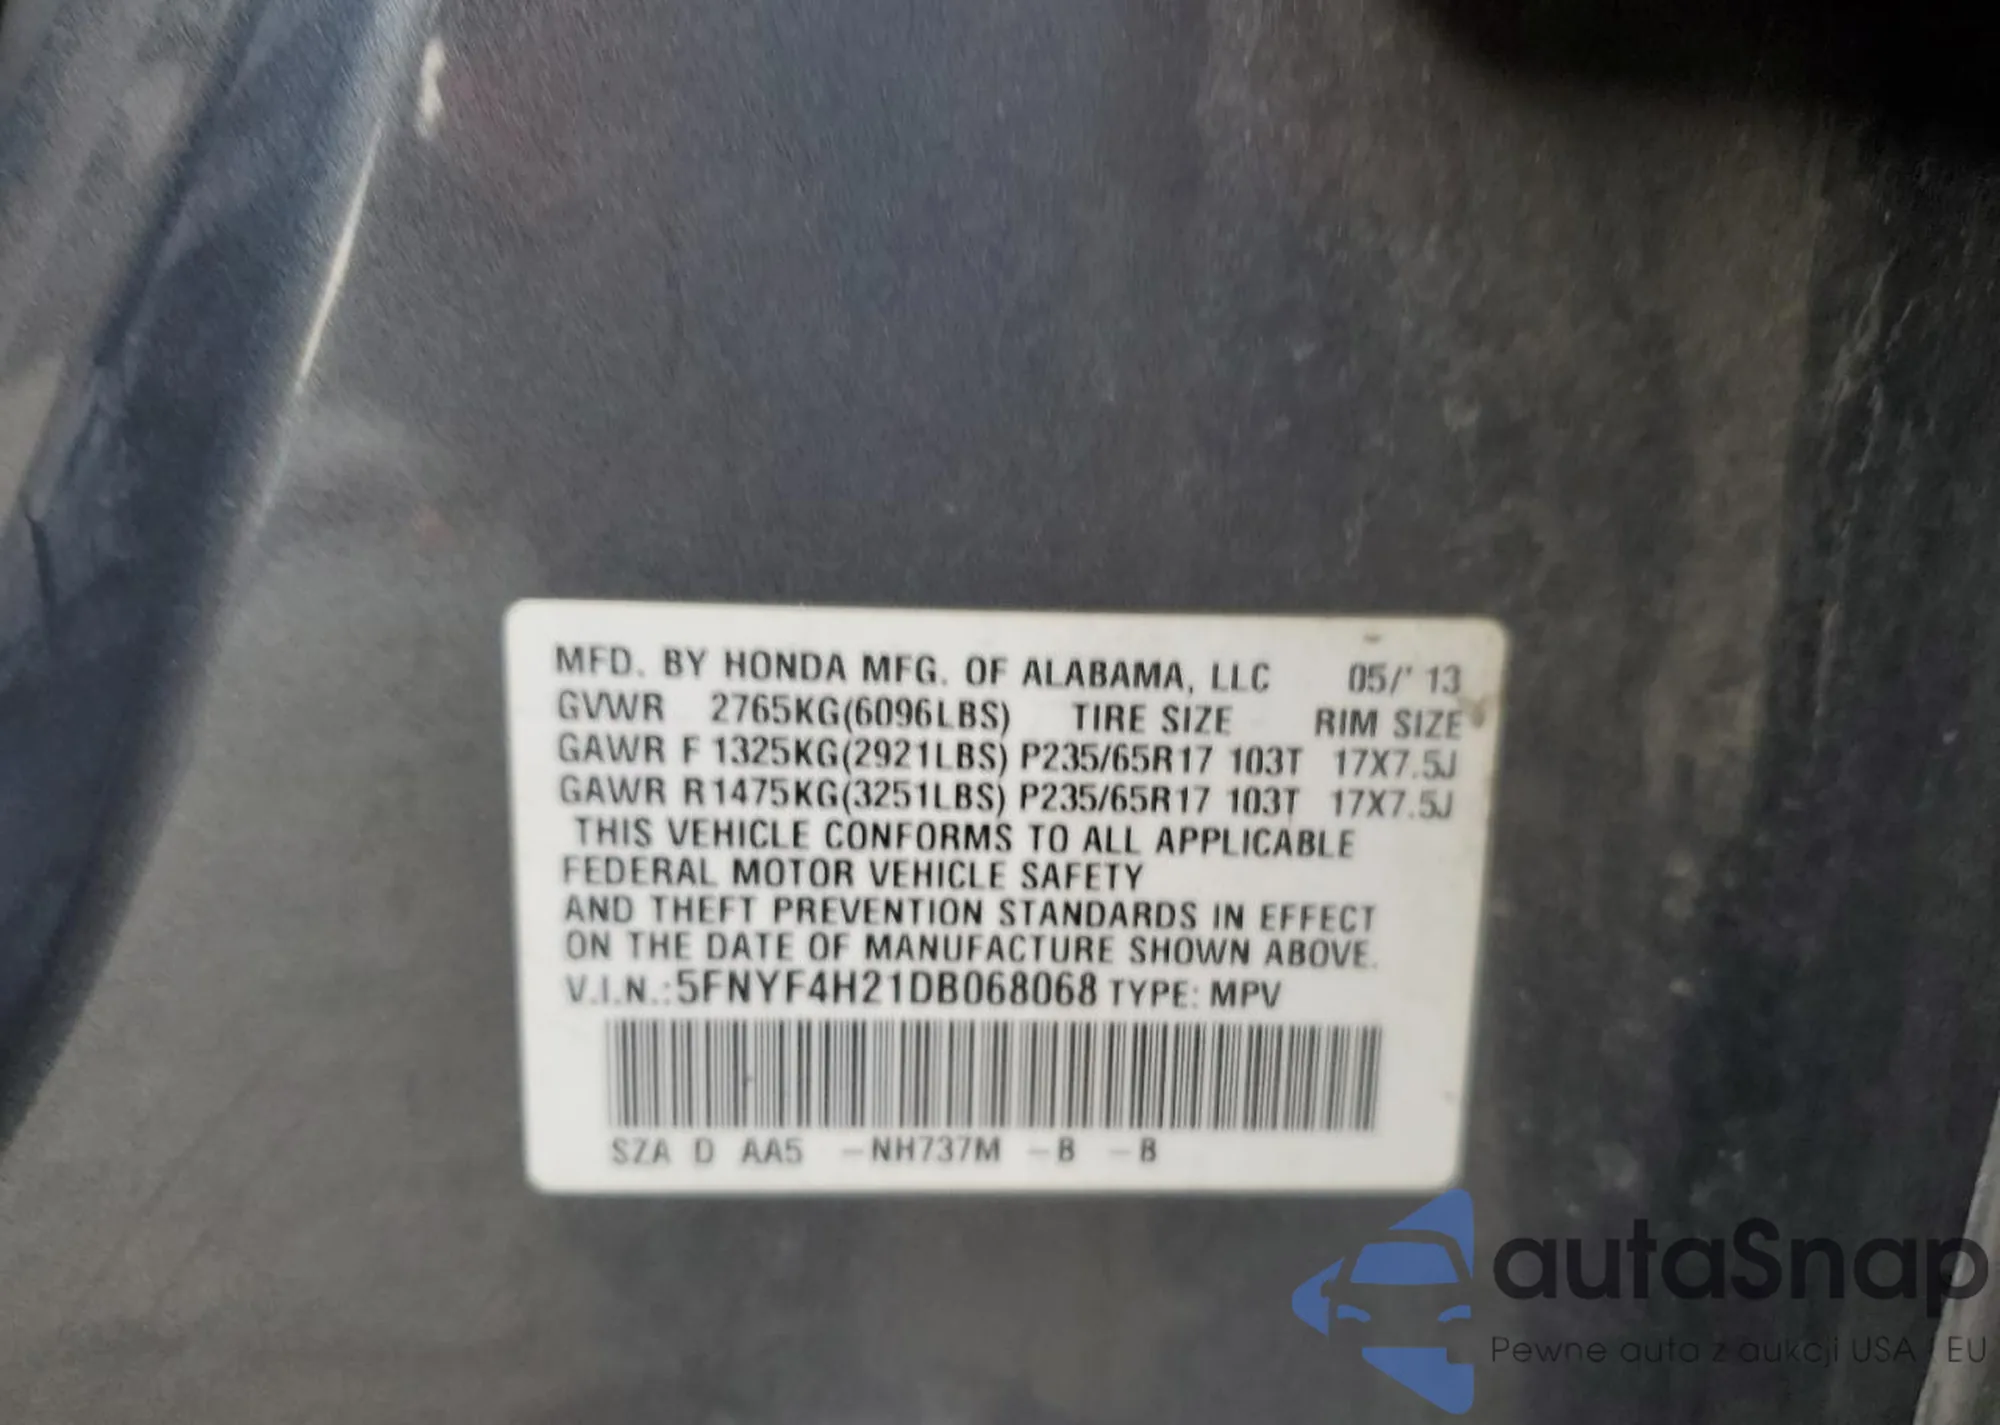 MFD. BY HONDA MFG. OF ALABAMA, LLC 05/' 13
GVWR 2765KG(6096LBS) TIRE SIZE RIM SIZE
GAWR F 1325KG(2921LBS) P235/65R17 103T 17X7.5J
GAWR R1475KG(3251LBS) P235/65R17 103T 17X7.5J
THIS VEHICLE CONFORMS TO ALL APPLICABLE
FEDERAL MOTOR VEHICLE SAFETY
AND THEFT PREVENTION STANDARDS IN EFFECT
ON THE DATE OF MANUFACTURE SHOWN ABOVE.
V.I.N.:5FNYF4H21DB068068 TYPE: MPV
SZA D AA5 –NH737M –B –B
autaSnap
Pewne auta z aukcji USA i EU